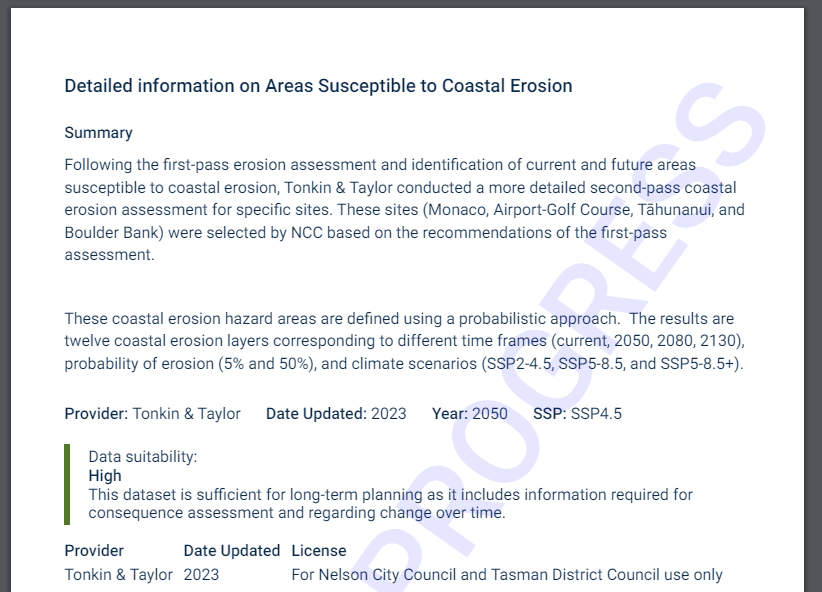 Detailed information on Areas Susceptible to Coastal Erosion
Summary
Following the first-pass erosion assessment and identification of current and future areas
susceptible to coastal erosion, Tonkin & Taylor conducted a more detailed second-pass coastal
erosion assessment for specific sites. These sites (Monaco, Airport-Golf Course, Tāhunanui, and
Boulder Bank) were selected by NCC based on the recommendations of the first-pass
assessment.
These coastal erosion hazard areas are defined using a probabilistic approach.  The results are
twelve coastal erosion layers corresponding to different time frames (current, 2050, 2080, 2130),
probability of erosion (5% and 50%), and climate scenarios (SSP2-4.5, SSP5-8.5, and SSP5-8.5+).
Provider: Tonkin & Taylor Date Updated: 2023 Year: 2050 SSP: SSP4.5
Data suitability:
High
This dataset is sufficient for long-term planning as it includes information required for
consequence assessment and regarding change over time.
Provider Date Updated License
Tonkin & Taylor 2023 For Nelson City Council and Tasman District Council use only
PROGRESS